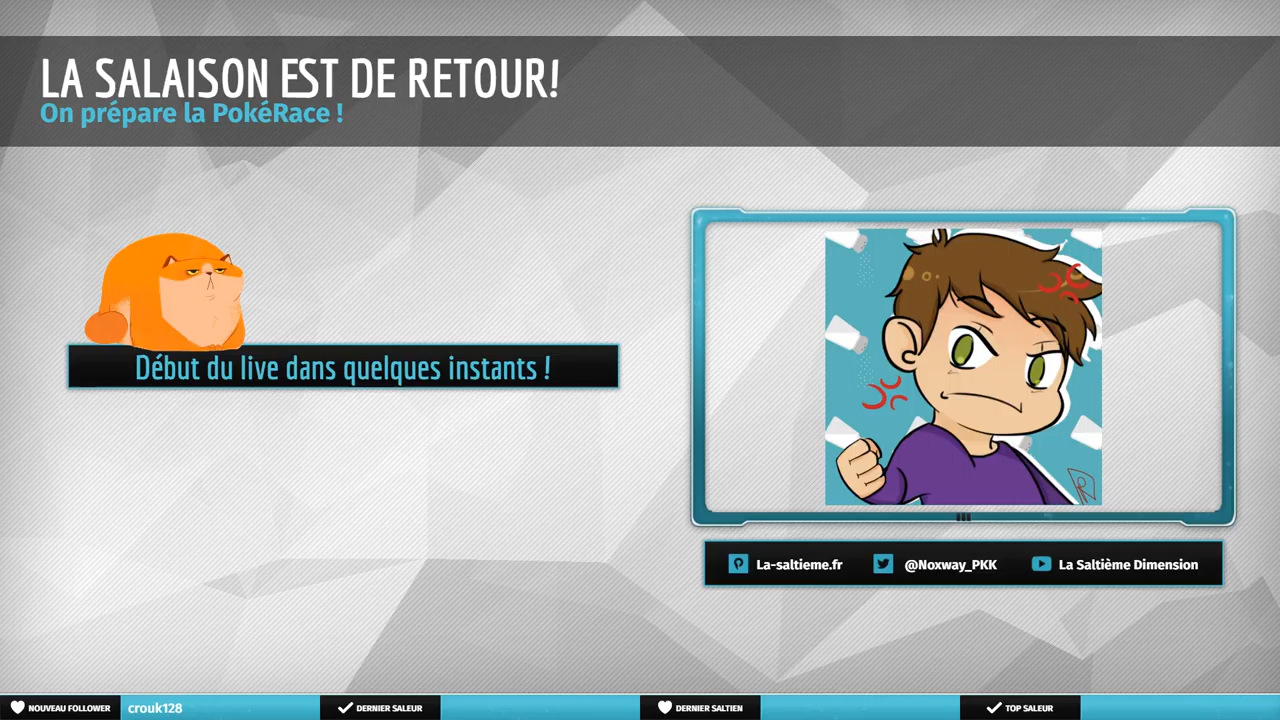 LA SALAISON EST DE RETOUR!
On prépare la PokéRace !
Début du live dans quelques instants !
La-saltieme.fr
@Noxway_PKK
La Saltième Dimension
NOUVEAU FOLLOWER
crouk128
DERNIER SALEUR
DERNIER SALTIEN
TOP SALEUR